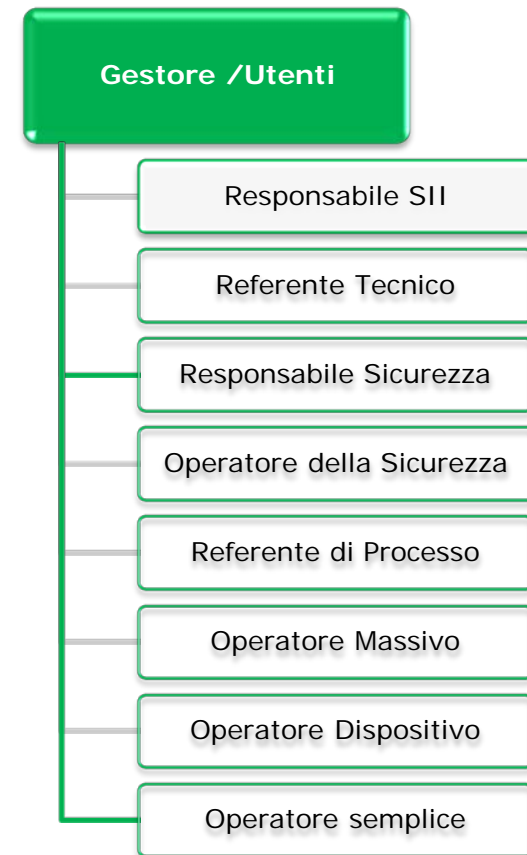 Gestore /Utenti
Responsabile SII
Referente Tecnico
Responsabile Sicurezza
Operatore della Sicurezza
Referente di Processo
Operatore Massivo
Operatore Dispositivo
Operatore semplice